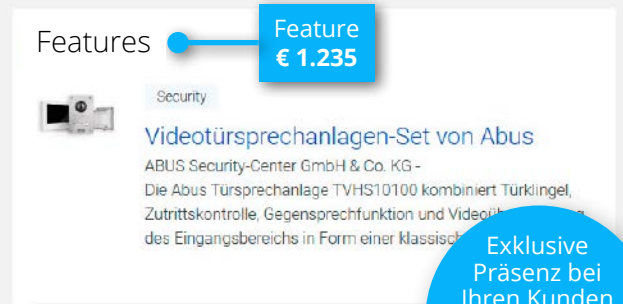 Features
Feature
€ 1.235
Security
Videotürsprechanlagen-Set von Abus
ABUS Security-Center GmbH & Co. KG -
Die Abus Türsprechanlage TVHS10100 kombiniert Türklingel,
Zutrittskontrolle, Gegensprechfunktion und
des Eingangsbereichs in Form einer
Exklusive
Präsenz bei
Ihren Kunden